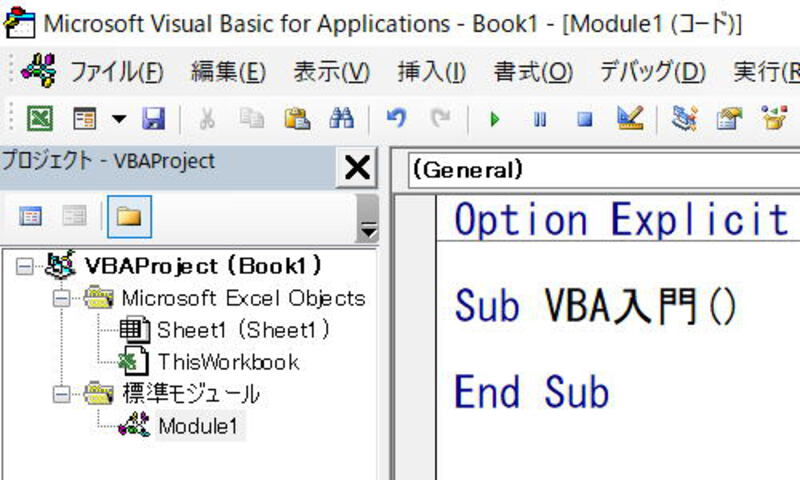 Microsoft Visual Basic for Applications - Book1 - [Module1 (コード)]
ファイル(F) 編集(E) 表示(V) 挿入(I) 書式(O) デバッグ(D) 実行(R
プロジェクト - VBAProject
(General)
Option Explicit
VBAProject (Book1)
Microsoft Excel Objects
Sheet1 (Sheet1)
ThisWorkbook
標準モジュール
Module1
Sub VBA入門()
End Sub